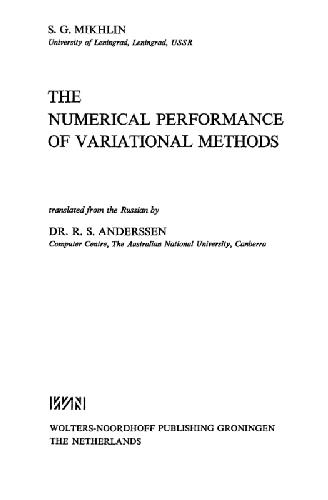 S. G. MIKHLIN
University of Leningrad, Leningrad, USSR
THE
NUMERICAL PERFORMANCE
OF VARIATIONAL METHODS
translated from the Russian by
DR. R. S. ANDERSSEN
Computer Centre, The Australian National University, Canberra
WOLTERS-NOORDHOFF PUBLISHING GRONINGEN
THE NETHERLANDS